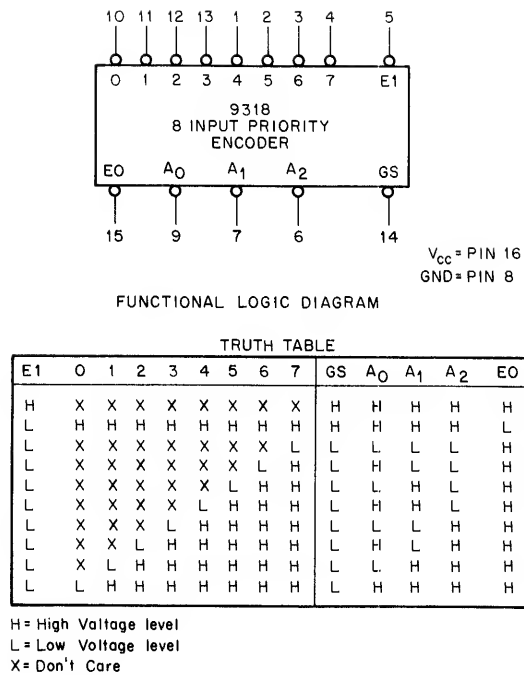 10 11 12 13 1 2 3 4 5
0 1 2 3 4 5 6 7 E1
9318
8 INPUT PRIORITY
ENCODER
EO A0 A1 A2 GS
15 9 7 6 14
VCC = PIN 16
GND = PIN 8
FUNCTIONAL LOGIC DIAGRAM
TRUTH TABLE
E1 0 1 2 3 4 5 6 7 GS A0 A1 A2 EO
H X X X X X X X X H H H H H
L H H H H H H H H H H H H L
L X X X X X X X L L L L L H
L X X X X X X L H L H L L H
L X X X X X L H H L L H L H
L X X X X L H H H L H H L H
L X X X L H H H H L L L H H
L X X L H H H H H L H L H H
L X L H H H H H H L L H H H
L L H H H H H H H L H H H H
H = High Valtage level
L = Low Voltage level
X = Don't Care